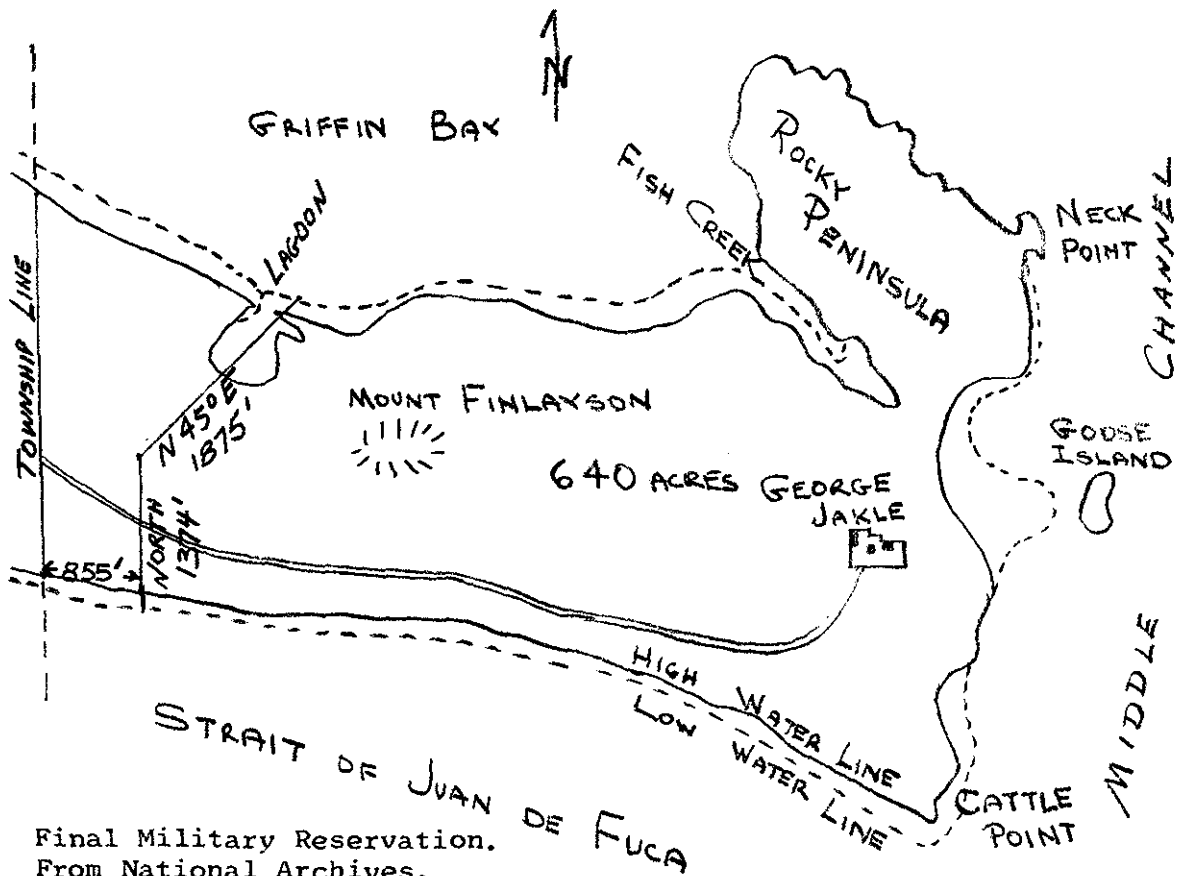 N
GRIFFIN BAY
LAGOON
FISH
CREEK
ROCKY
PENINSULA
NECK
POINT
CHANNEL
TOWNSHIP LINE
N 45° E
1875'
MOUNT FINLAYSON
GOOSE
ISLAND
640 ACRES GEORGE
JAKLE
855'
NORTH
1374'
HIGH WATER LINE
LOW WATER LINE
MIDDLE
STRAIT OF JUAN DE FUCA
CATTLE
POINT
Final Military Reservation.
From National Archives.